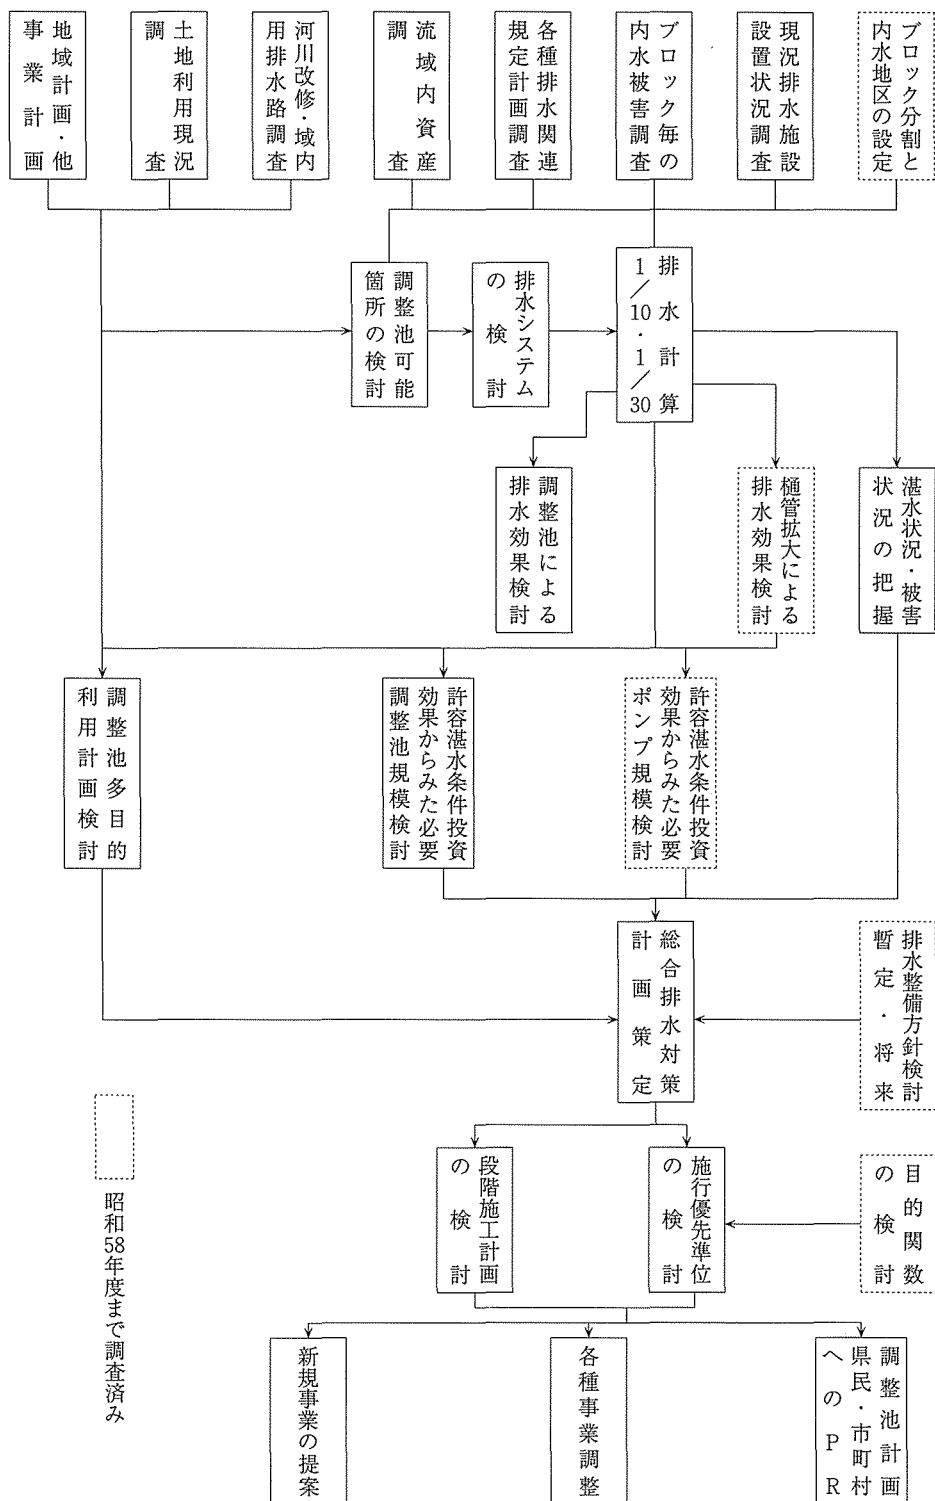 ブロック分割と
内水地区の設定
現況排水施設
設置状況調査
ブロック毎の
内水被害調査
各種排水関連
規定計画調査
流域内資産
調査
河川改修・域内
用排水路調査
土地利用現況
調査
地域計画・他
事業計画
排水計算
1/10・1/30
排水システム
の検討
調整池可能
箇所の検討
湛水状況・被害
状況の把握
樋管拡大による
排水効果検討
調整池による
排水効果検討
許容湛水条件投資
効果からみた必要
ポンプ規模検討
許容湛水条件投資
効果からみた必要
調整池規模検討
調整池多目的
利用計画検討
排水整備方針検討
暫定・将来
総合排水対策
計画策定
目的関数
の検討
施行優先準位
の検討
段階施工計画
の検討
調整池計画
県民・市町村
へのPR
各種事業調整
新規事業の提案
昭和58年度まで調査済み